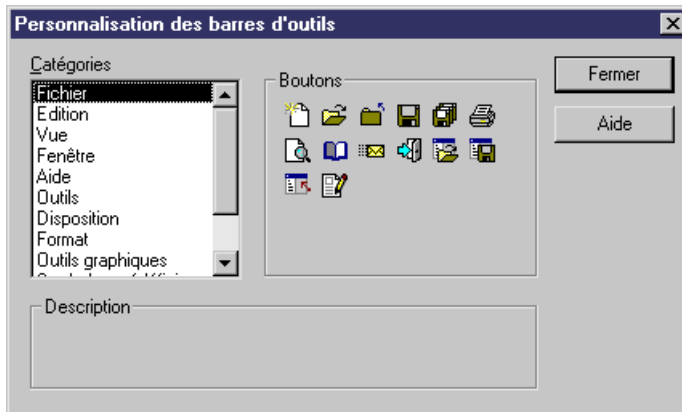 Personnalisation des barres d'outils
Catégories
Fichier
Edition
Vue
Fenêtre
Aide
Outils
Disposition
Format
Outils graphiques
Boutons
Fermer
Aide
Description